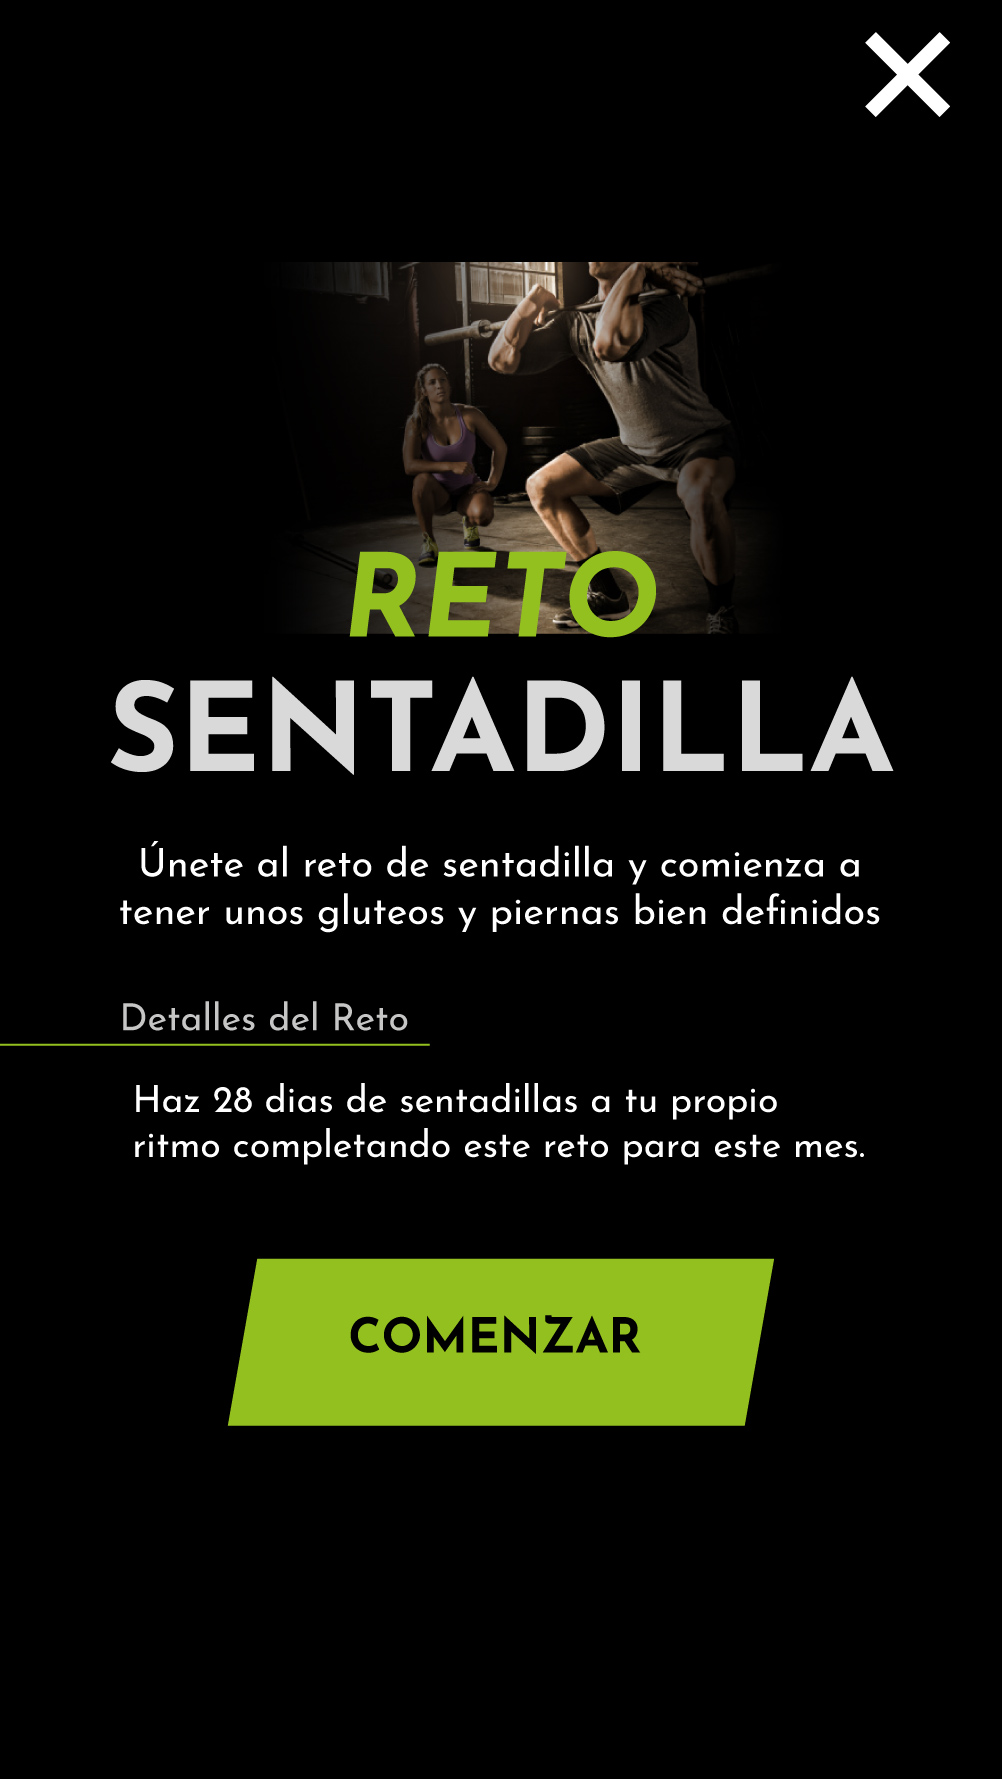 RETO
SENTADILLA
Únete al reto de sentadilla y comienza a
tener unos gluteos y piernas bien definidos
Detalles del Reto
Haz 28 dias de sentadillas a tu propio
ritmo completando este reto para este mes.
COMENZAR